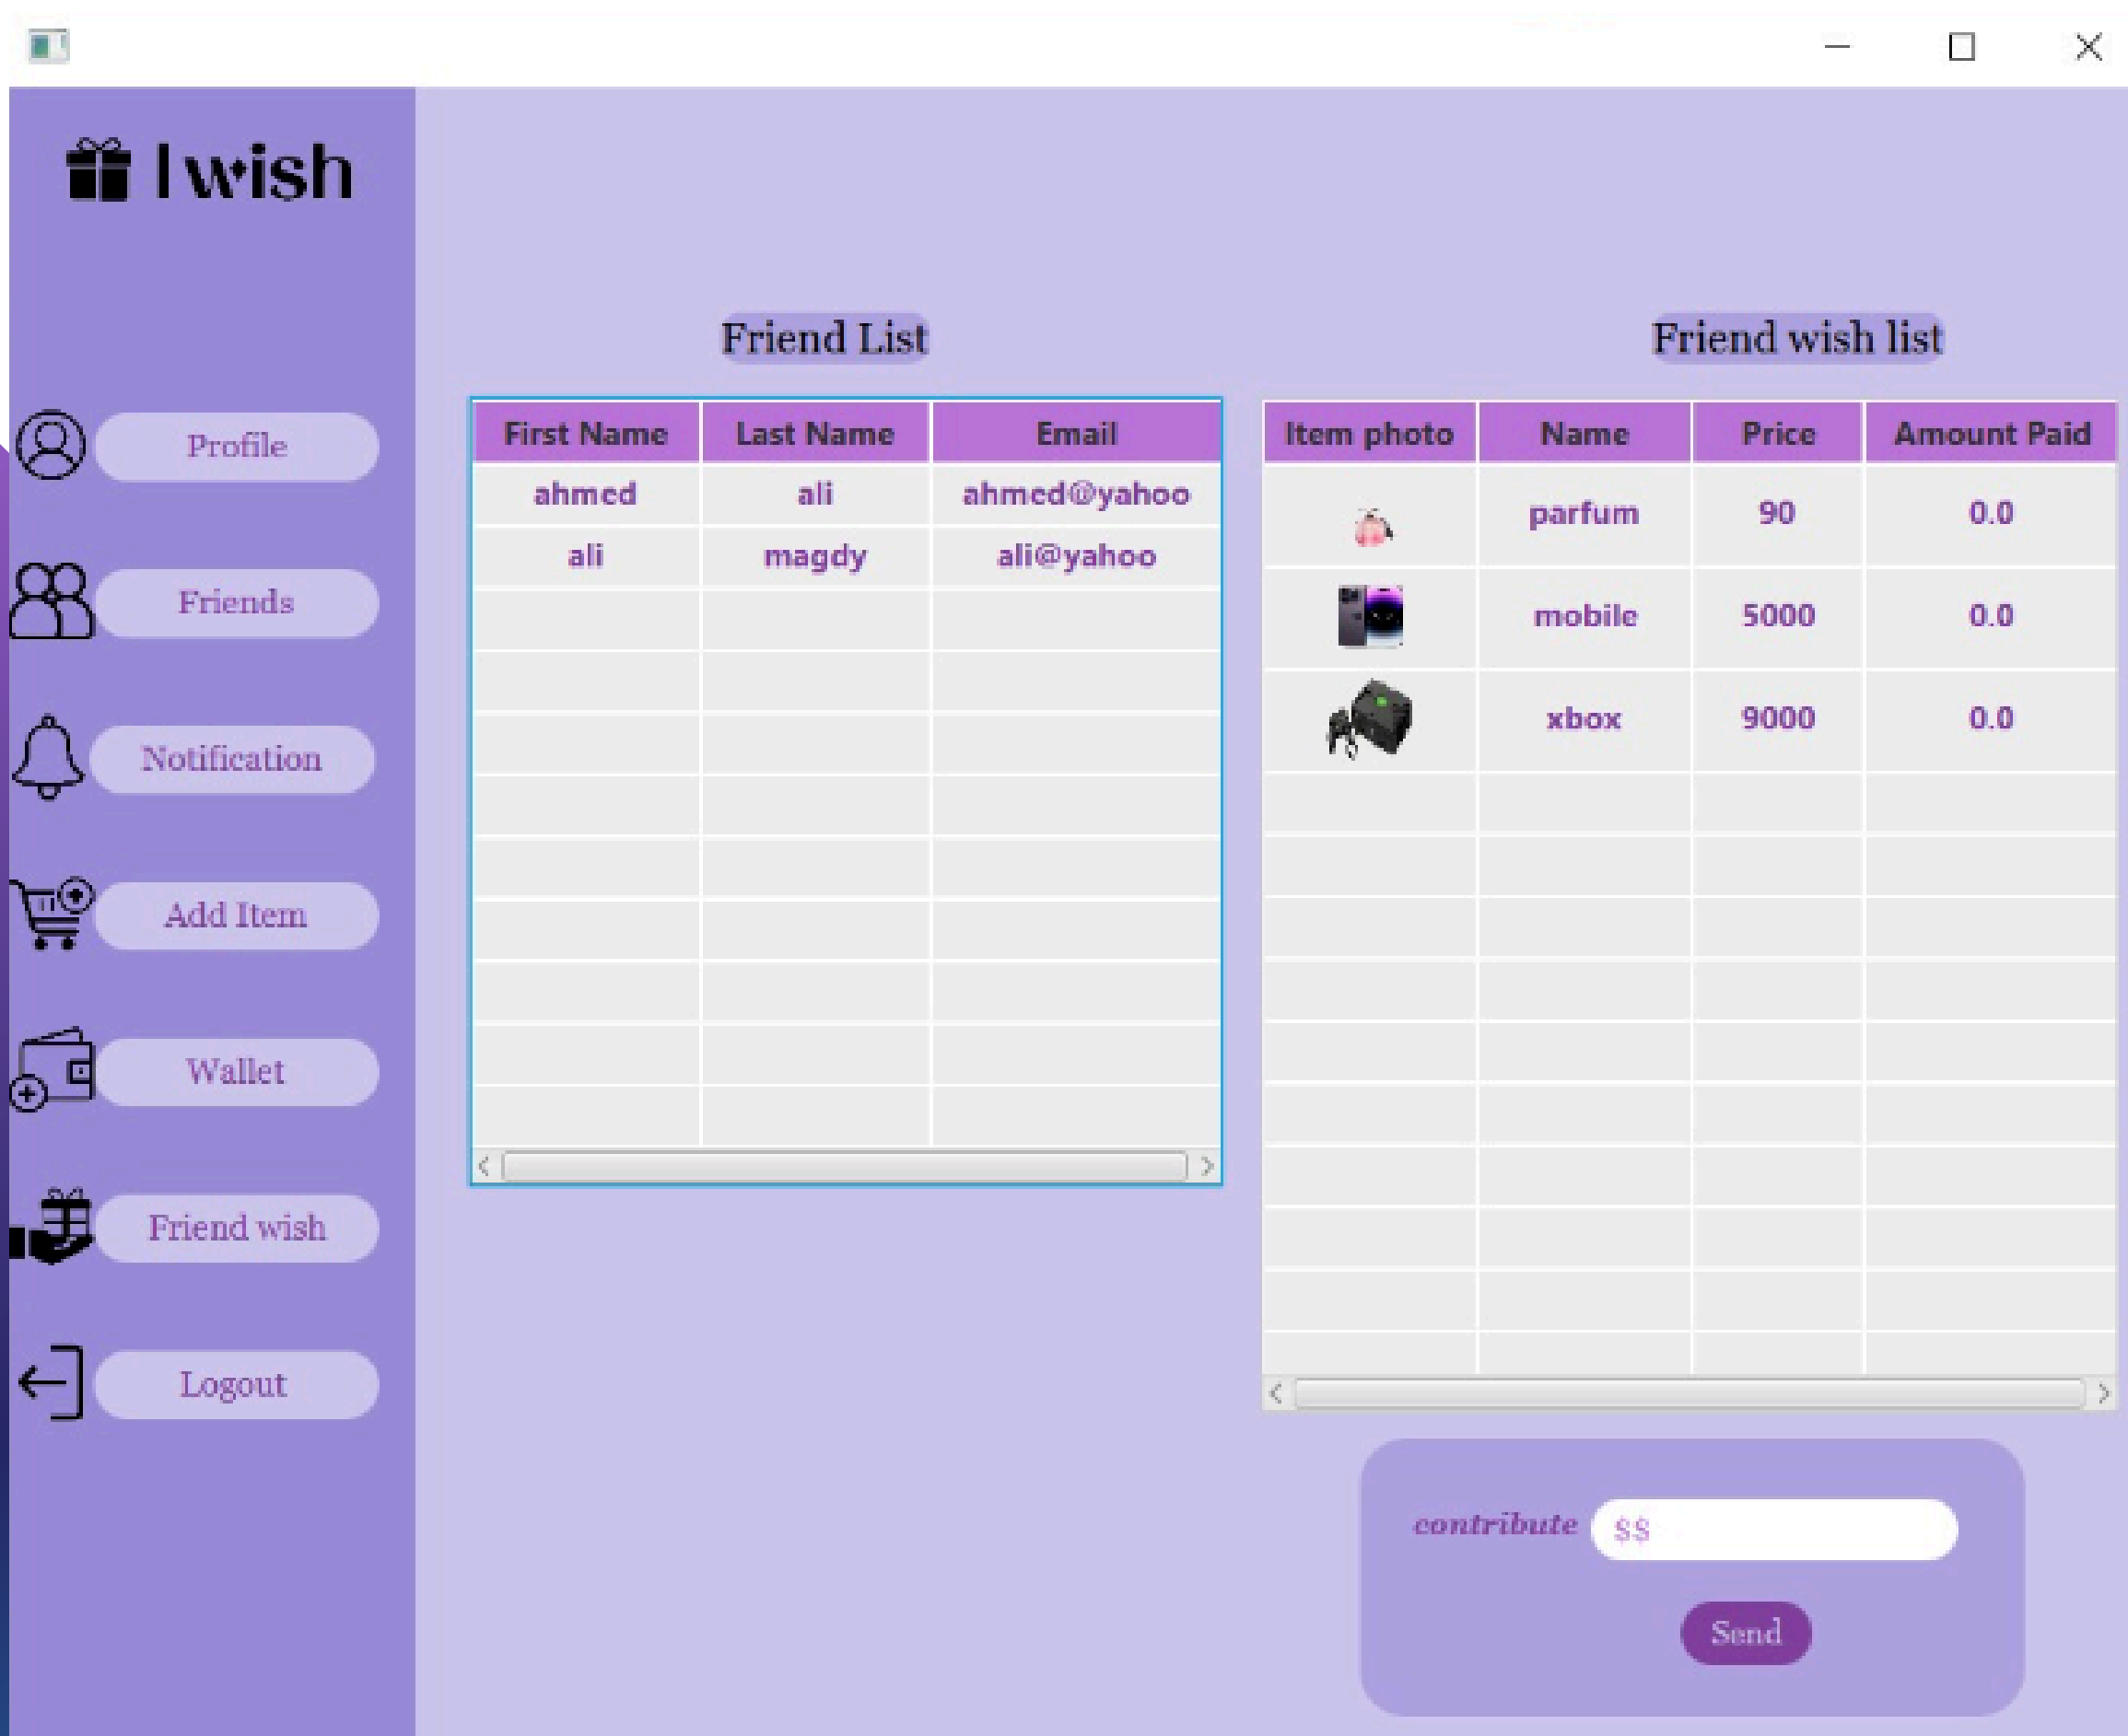 I wish
Profile
Friends
Notification
Add Item
Wallet
Friend wish
Logout
Friend List
First Name Last Name Email
ahmed ali ahmed@yahoo
ali magdy ali@yahoo
Friend wish list
Item photo Name Price Amount Paid
parfum 90 0.0
mobile 5000 0.0
xbox 9000 0.0
contribute $$
Send